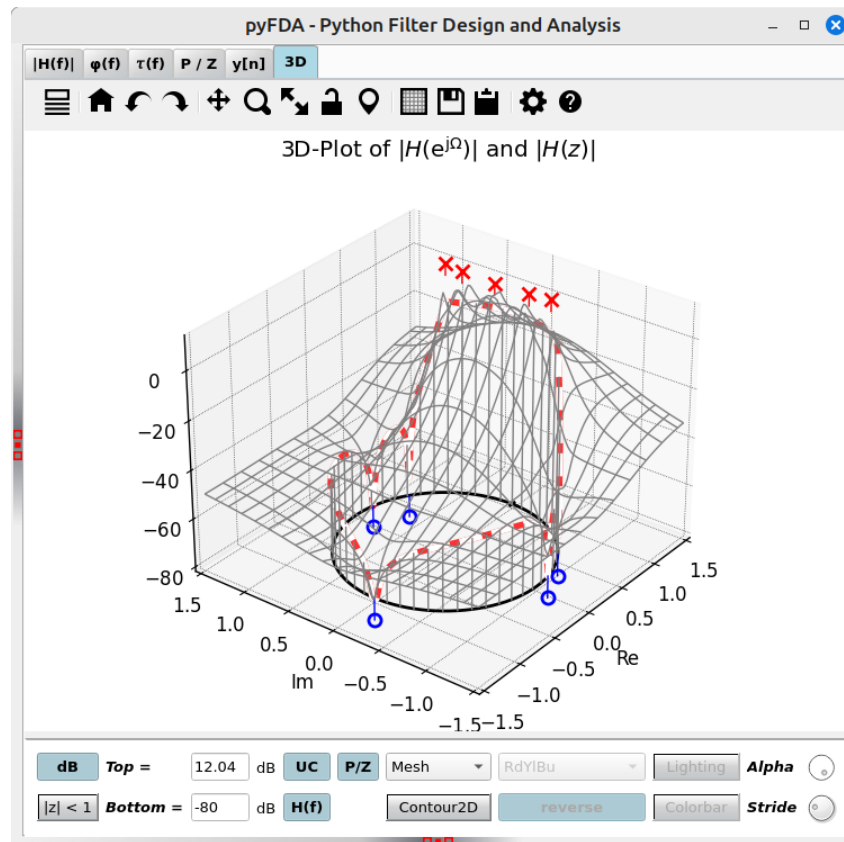 pyFDA - Python Filter Design and Analysis
|H(f)| φ(f) τ(f) P / Z y[n] 3D
3D-Plot of |H(e^jΩ)| and |H(z)|
0
−20
−40
−60
−80
1.5
1.0
0.5
0.0
−0.5
−1.0
−1.5
Im
−1.5
−1.0
−0.5
0.0
0.5
1.0
1.5
Re
dB Top = 12.04 dB UC P/Z Mesh RdYlBu Lighting Alpha
|z| < 1 Bottom = -80 dB H(f) Contour2D reverse Colorbar Stride